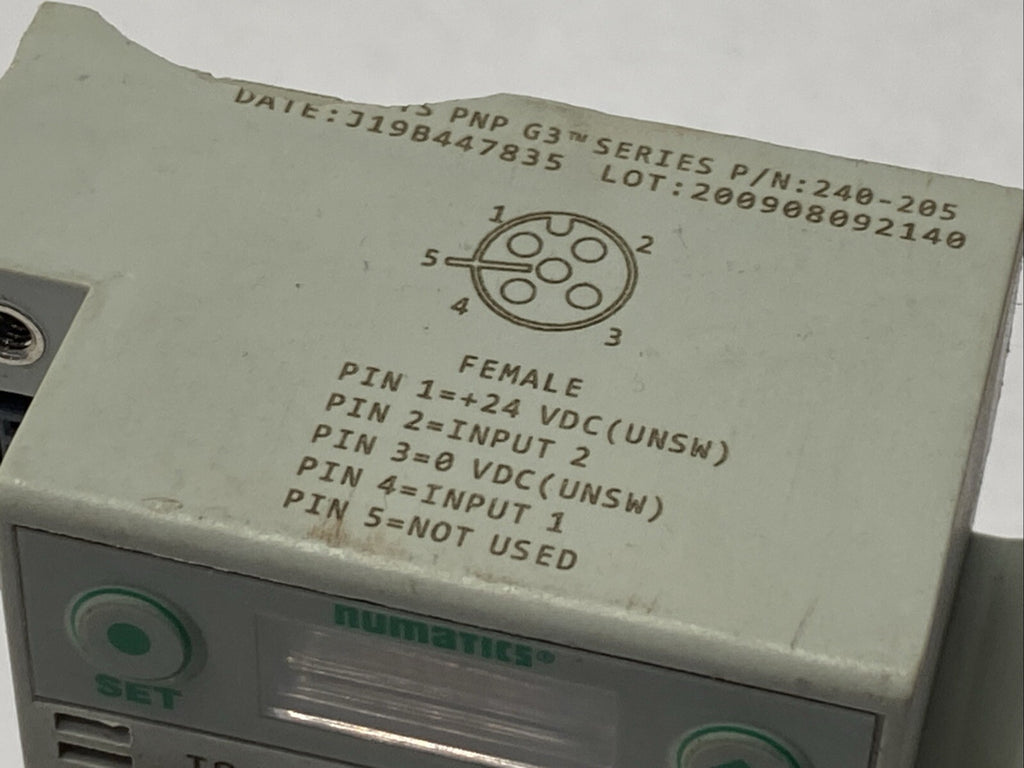 PNP G3™ SERIES P/N:240-205
DATE:J19B447835 LOT:200908092140
1
2
5
4
3
FEMALE
PIN 1=+24 VDC(UNSW)
PIN 2=INPUT 2
PIN 3=0 VDC(UNSW)
PIN 4=INPUT 1
PIN 5=NOT USED
numatics®
SET